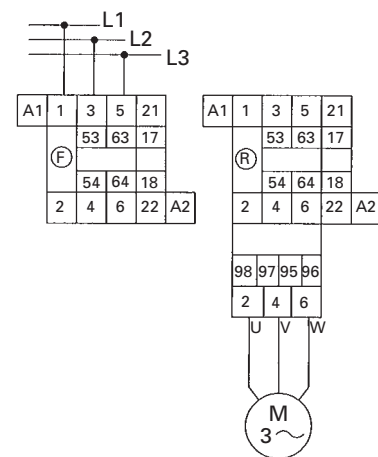 L1
L2
L3
A1 1 3 5 21
53 63 17
F
54 64 18
2 4 6 22 A2
A1 1 3 5 21
53 63 17
R
54 64 18
2 4 6 22 A2
98 97 95 96
2 4 6
U V W
M
3~